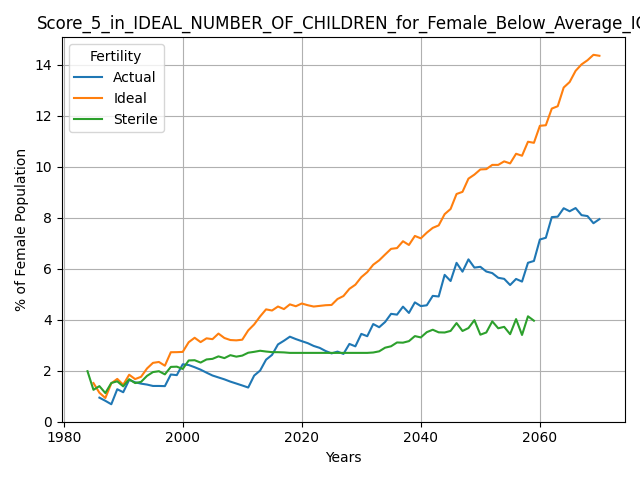 Score_5_in_IDEAL_NUMBER_OF_CHILDREN_for_Female_Below_Average_IC
Fertility
Actual
Ideal
Sterile
% of Female Population
14
12
10
8
6
4
2
0
1980
2000
2020
2040
2060
Years